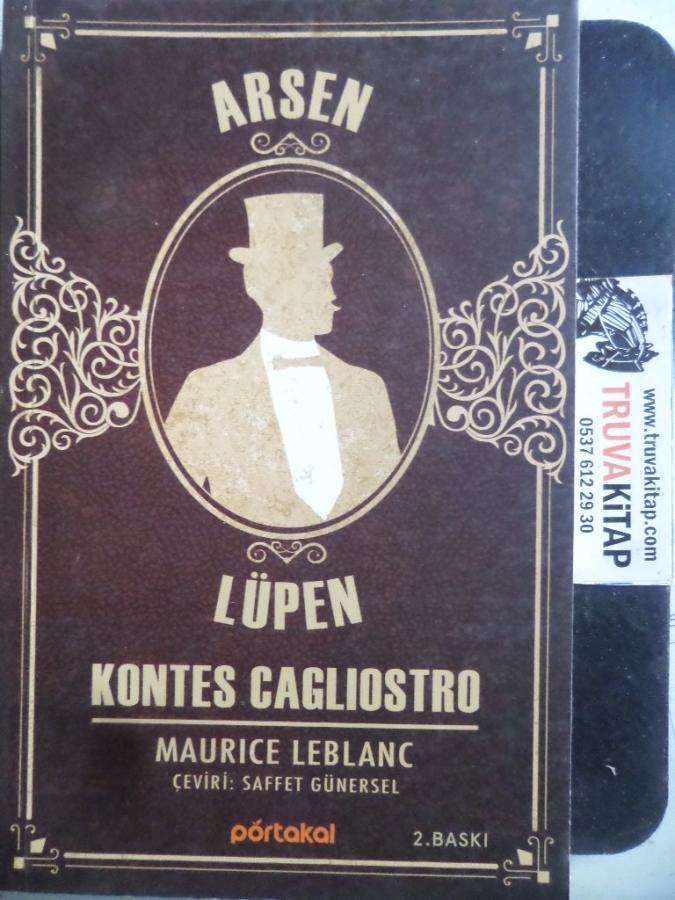 ARSEN
LÜPEN
KONTES CAGLIOSTRO
MAURICE LEBLANC
ÇEVİRİ: SAFFET GÜNERSEL
pórtakal
2.BASKI
www.truvakitap.com
TRUVAKİTAP
0537 612 29 30